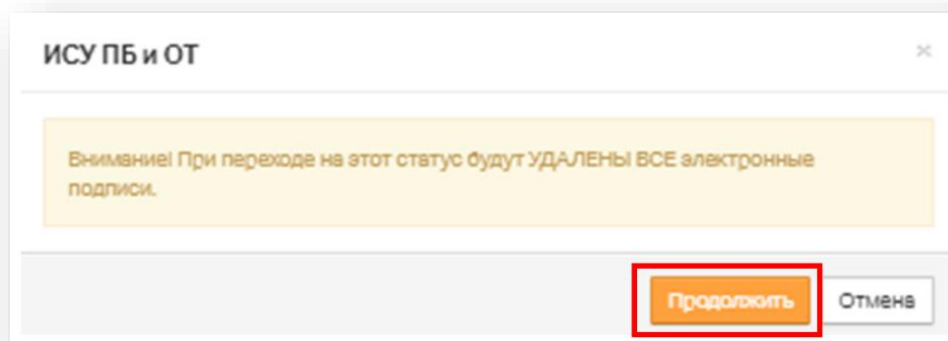 ИСУ ПБ и ОТ
×
Внимание! При переходе на этот статус будут УДАЛЕНЫ ВСЕ электронные
подписи.
Продолжить Отмена